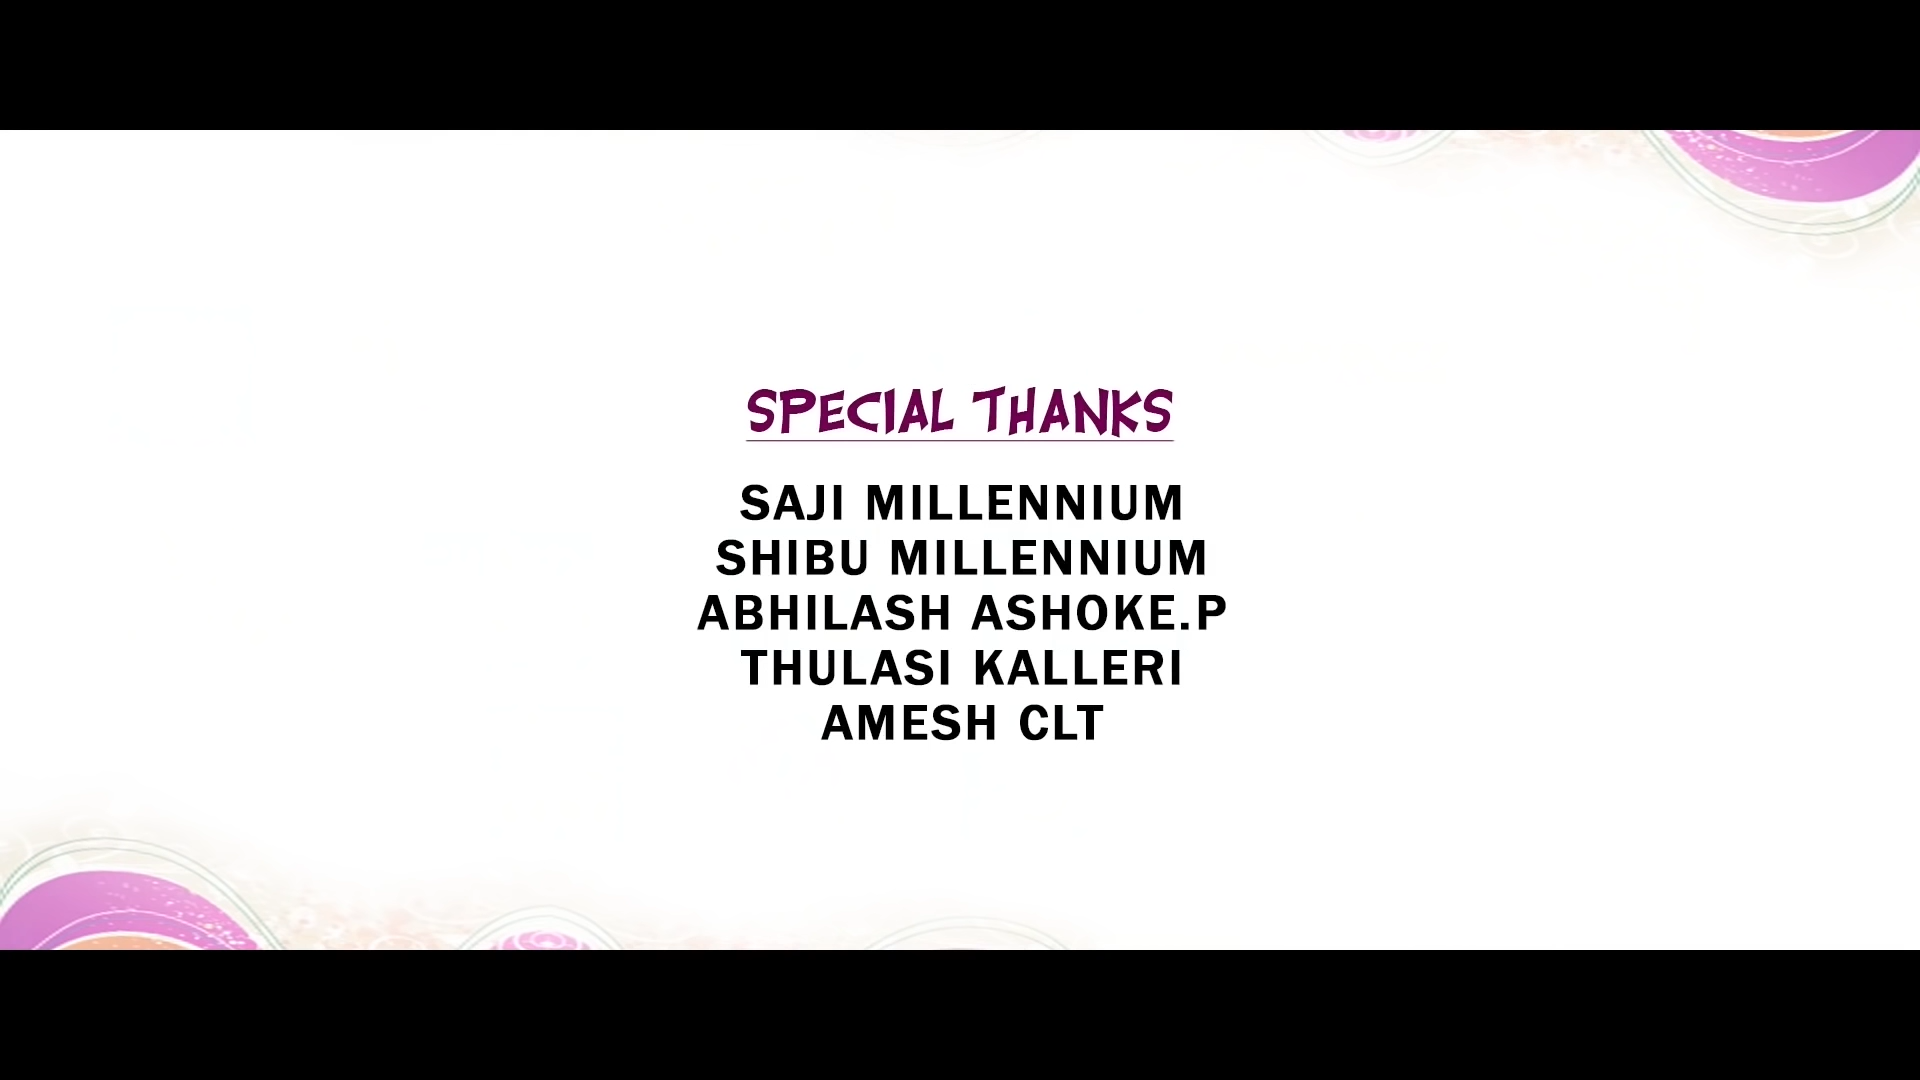 SPECIAL THANKS
SAJI MILLENNIUM
SHIBU MILLENNIUM
ABHILASH ASHOKE.P
THULASI KALLERI
AMESH CLT